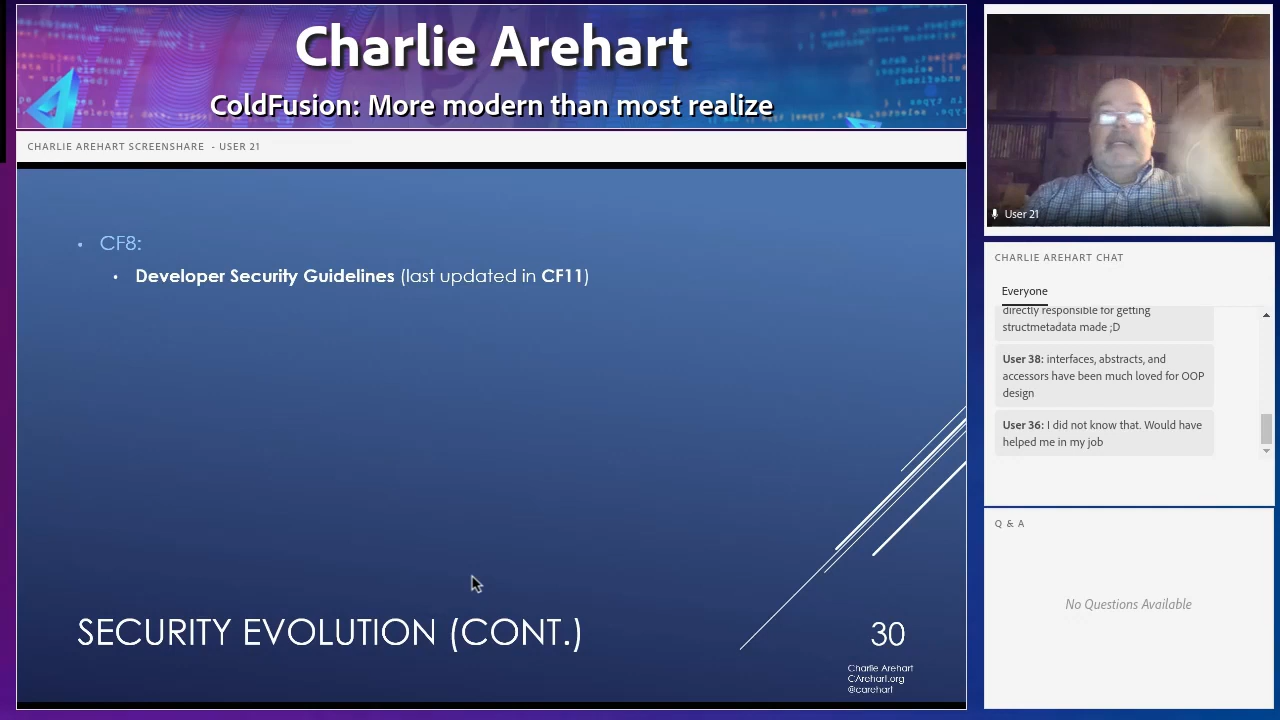 Charlie Arehart
ColdFusion: More modern than most realize
CHARLIE AREHART SCREENSHARE - USER 21
• CF8:
• Developer Security Guidelines (last updated in CF11)
SECURITY EVOLUTION (CONT.)
30
Charlie Arehart
CArehart.org
@carehart
User 21
CHARLIE AREHART CHAT
Everyone
directly responsible for getting
structmetadata made ;D
User 38: interfaces, abstracts, and
accessors have been much loved for OOP
design
User 36: I did not know that. Would have
helped me in my job
Q & A
No Questions Available